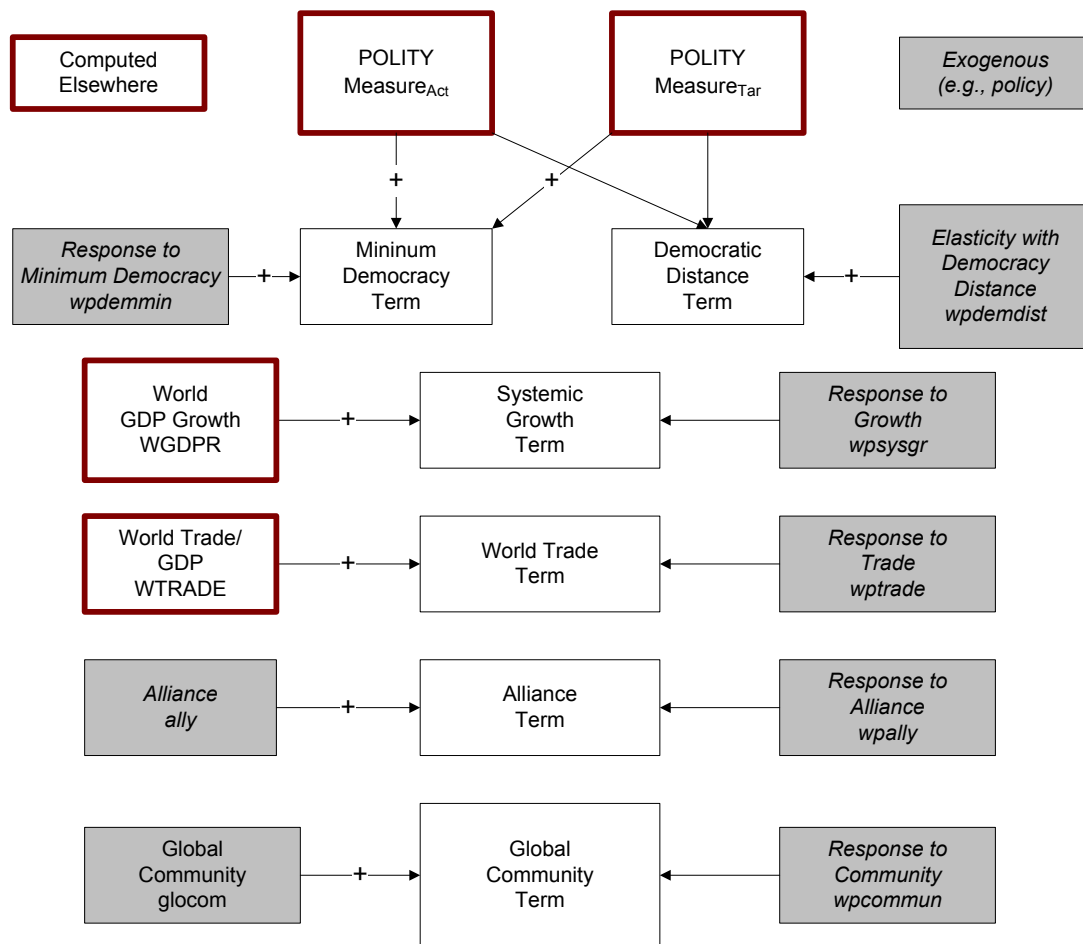 Computed
Elsewhere
POLITY
MeasureAct
POLITY
MeasureTar
Exogenous
(e.g., policy)
+
+
Response to
Minimum Democracy
wpdemmin
+
Mininum
Democracy
Term
Democratic
Distance
Term
+
Elasticity with
Democracy
Distance
wpdemdist
World
GDP Growth
WGDPR
+
Systemic
Growth
Term
Response to
Growth
wpsysgr
World Trade/
GDP
WTRADE
+
World Trade
Term
Response to
Trade
wptrade
Alliance
ally
+
Alliance
Term
Response to
Alliance
wpally
Global
Community
glocom
+
Global
Community
Term
Response to
Community
wpcommun